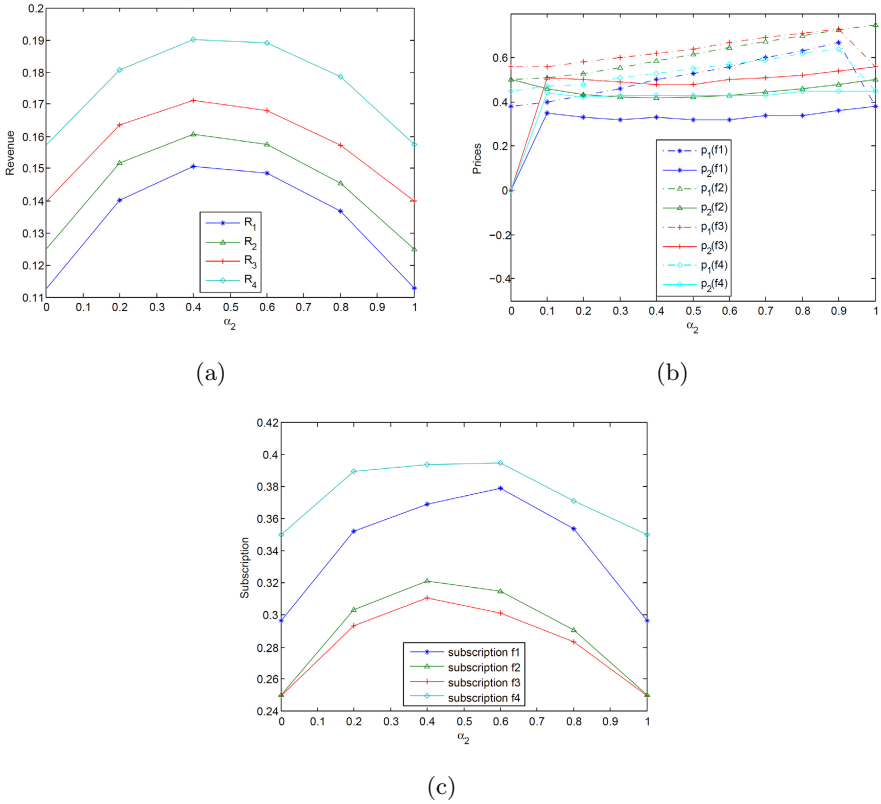 0.2
0.19
0.18
0.17
0.16
0.15
0.14
0.13
0.12
0.11
Revenue
0 0.1 0.2 0.3 0.4 0.5 0.6 0.7 0.8 0.9 1
α2
R1
R2
R3
R4
(a)
0.6
0.4
0.2
0
0.2
0.4
Prices
0 0.1 0.2 0.3 0.4 0.5 0.6 0.7 0.8 0.9 1
α2
p1(f1)
p2(f1)
p1(f2)
p2(f2)
p1(f3)
p2(f3)
p1(f4)
p2(f4)
(b)
0.42
0.4
0.38
0.36
0.34
0.32
0.3
0.28
0.26
0.24
Subscription
0 0.1 0.2 0.3 0.4 0.5 0.6 0.7 0.8 0.9 1
α2
subscription f1
subscription f2
subscription f3
subscription f4
(c)